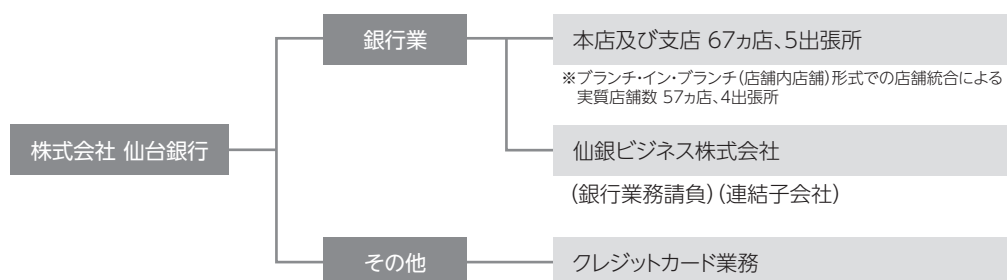 銀行業
本店及び支店 67ヵ店、5出張所
※ブランチ・イン・ブランチ（店舗内店舗）形式での店舗統合による
実質店舗数 57ヵ店、4出張所
株式会社 仙台銀行
仙銀ビジネス株式会社
（銀行業務請負）（連結子会社）
その他
クレジットカード業務